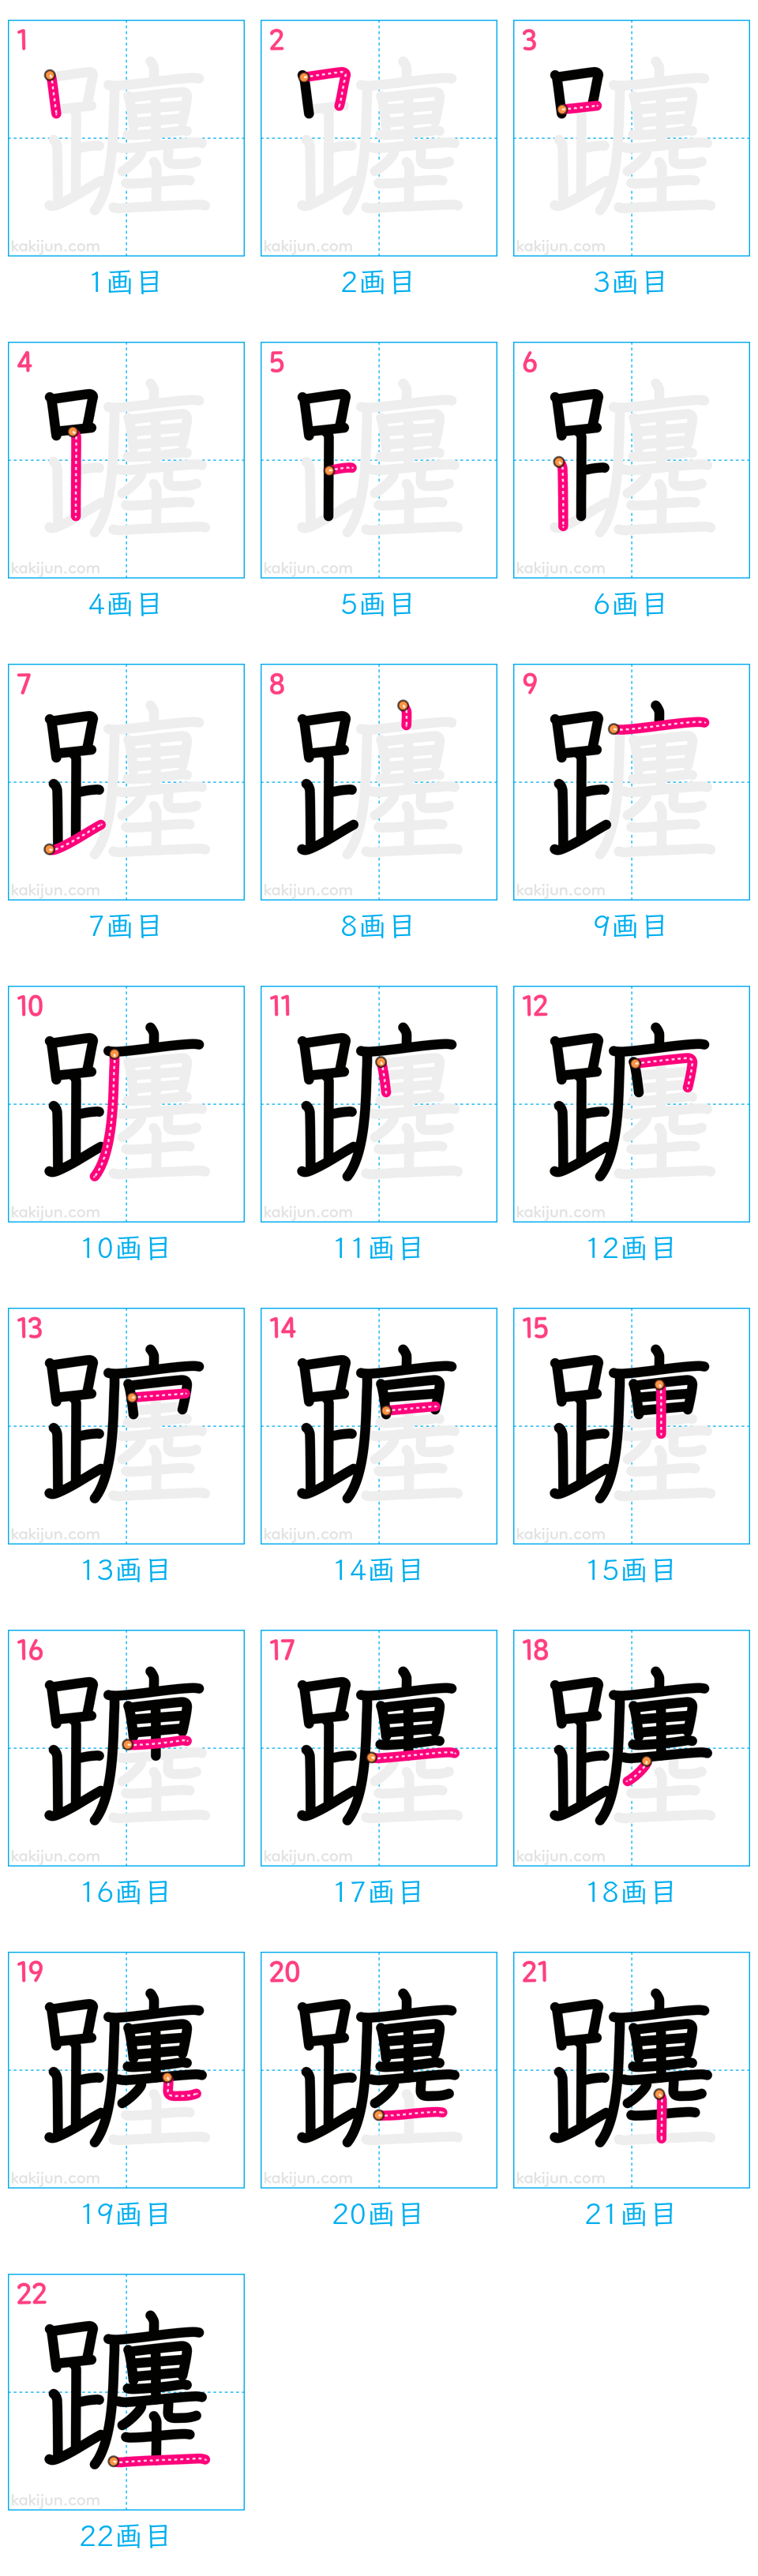 1 2 3
kakijun.com kakijun.com kakijun.com
1画目 2画目 3画目
4 5 6
kakijun.com kakijun.com kakijun.com
4画目 5画目 6画目
7 8 9
kakijun.com kakijun.com kakijun.com
7画目 8画目 9画目
10 11 12
kakijun.com kakijun.com kakijun.com
10画目 11画目 12画目
13 14 15
kakijun.com kakijun.com kakijun.com
13画目 14画目 15画目
16 17 18
kakijun.com kakijun.com kakijun.com
16画目 17画目 18画目
19 20 21
kakijun.com kakijun.com kakijun.com
19画目 20画目 21画目
22
躔
kakijun.com
22画目